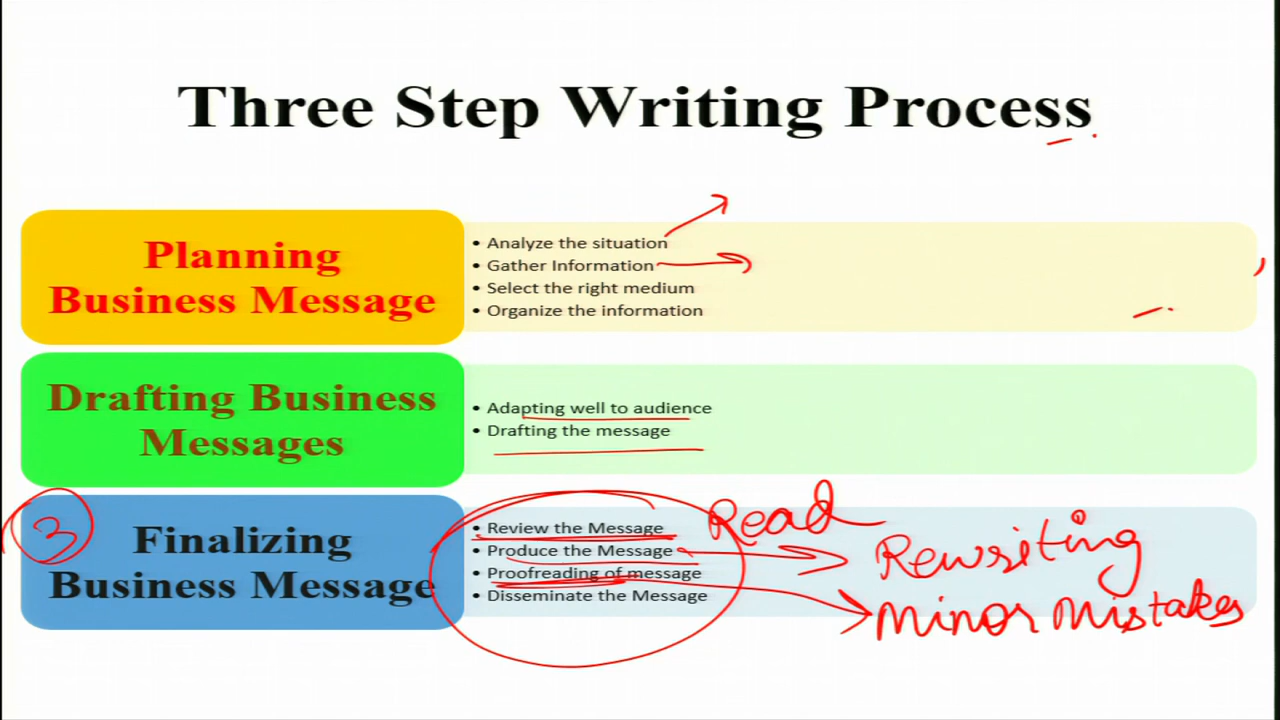 Three Step Writing Process
Planning
Business Message
• Analyze the situation
• Gather Information
• Select the right medium
• Organize the information
Drafting Business
Messages
• Adapting well to audience
• Drafting the message
3
Finalizing
Business Message
• Review the Message
• Produce the Message
• Proofreading of message
• Disseminate the Message
Read
Rewriting
Minor Mistakes